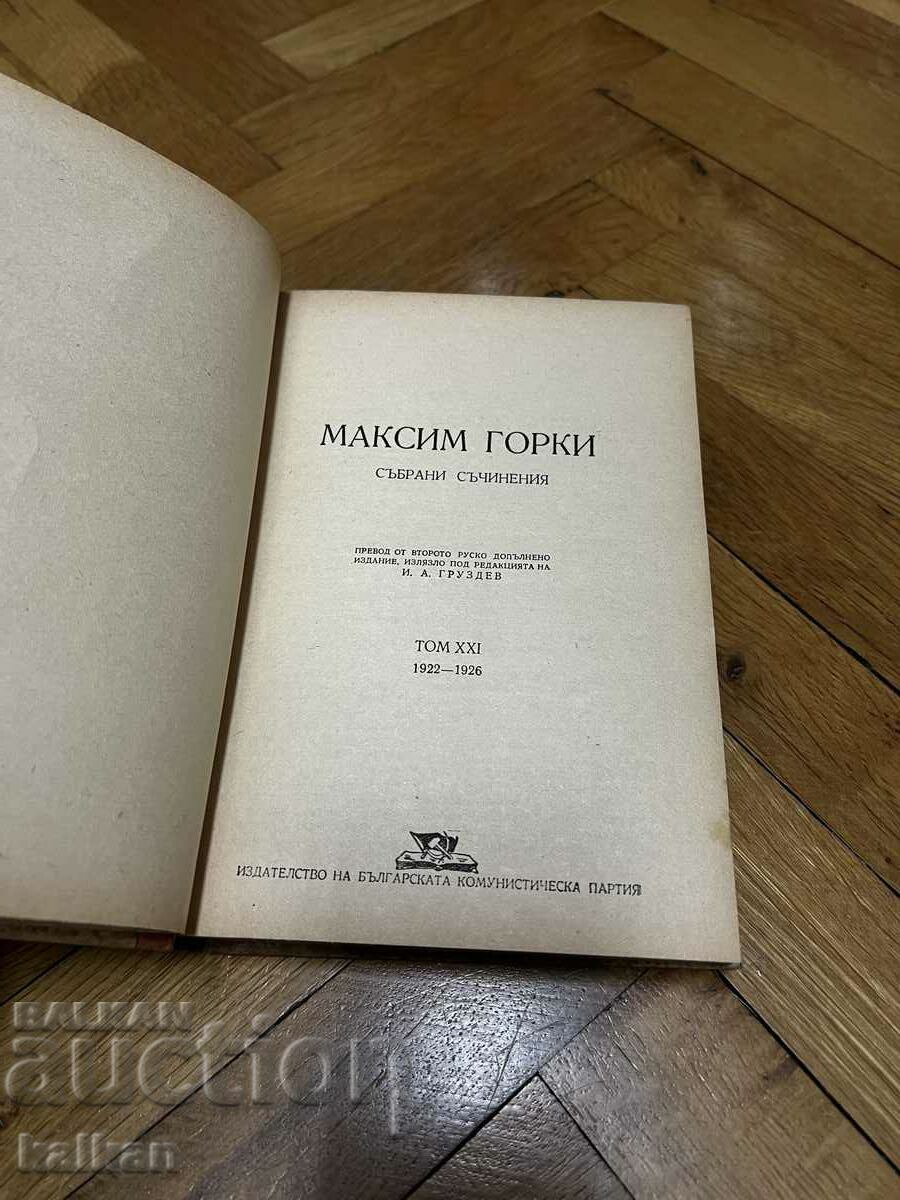 МАКСИМ ГОРКИ
СЪБРАНИ СЪЧИНЕНИЯ
ПРЕВОД ОТ ВТОРОТО РУСКО ДОПЪЛНЕНО
ИЗДАНИЕ, ИЗЛЯЗЛО ПОД РЕДАКЦИЯТА НА
И. А. ГРУЗДЕВ
ТОМ XXI
1922—1926
ИЗДАТЕЛСТВО НА БЪЛГАРСКАТА КОМУНИСТИЧЕСКА ПАРТИЯ
BALKAN
auction
kalkan